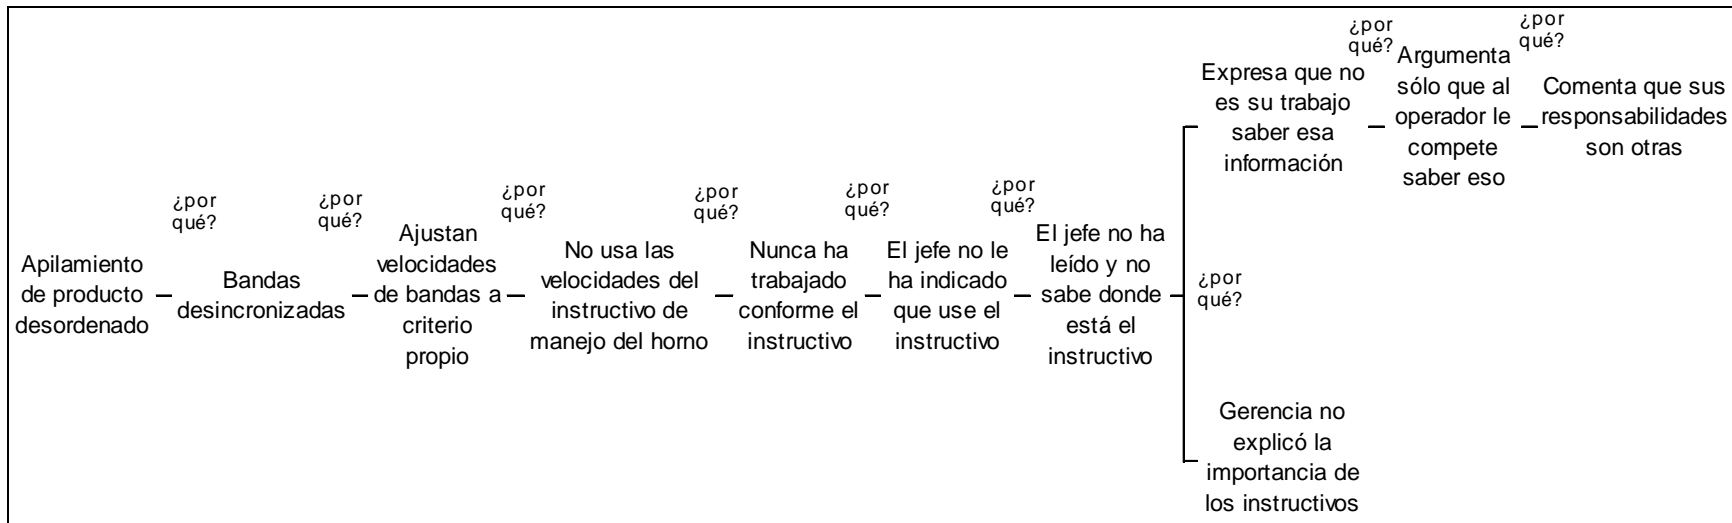 Apilamiento
de producto
desordenado
¿por
qué?
Bandas
desincronizadas
¿por
qué?
Ajustan
velocidades
de bandas a
criterio
propio
¿por
qué?
No usa las
velocidades del
instructivo de
manejo del horno
¿por
qué?
Nunca ha
trabajado
conforme el
instructivo
¿por
qué?
El jefe no le
ha indicado
que use el
instructivo
¿por
qué?
El jefe no ha
leído y no
sabe donde
está el
instructivo
¿por
qué?
Expresa que no
es su trabajo
saber esa
información
¿por
qué?
Argumenta
sólo que al
operador le
compete
saber eso
¿por
qué?
Comenta que sus
responsabilidades
son otras
Gerencia no
explicó la
importancia de
los instructivos